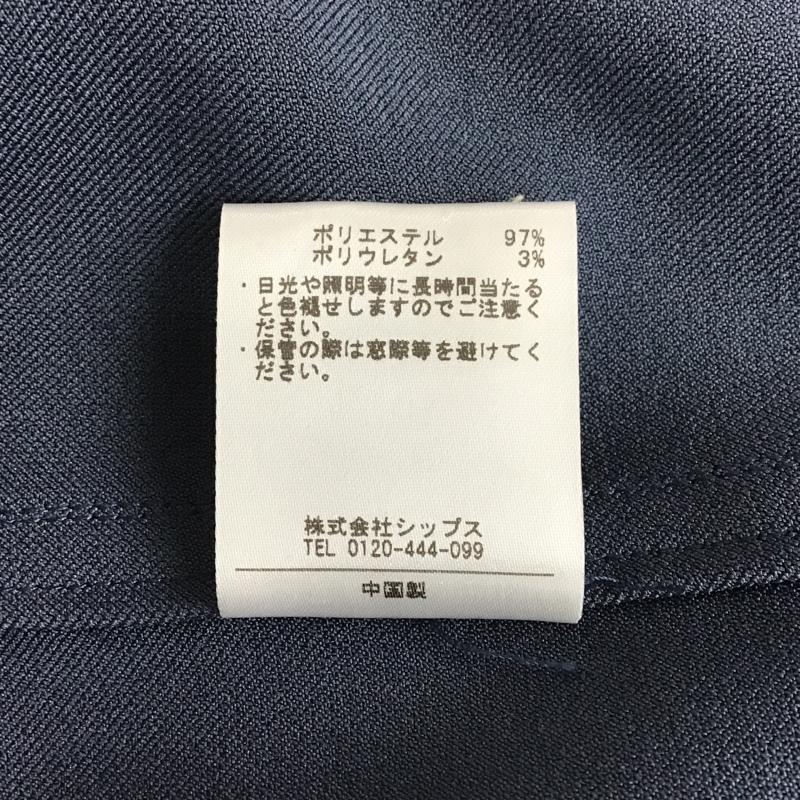 ポリエステル 97%
ポリウレタン 3%
・日光や照明等に長時間当たる
と色褪せしますのでご注意く
ださい。
・保管の際は窓際等を避けてく
ださい。
株式会社シップス
TEL 0120-444-099
中国製